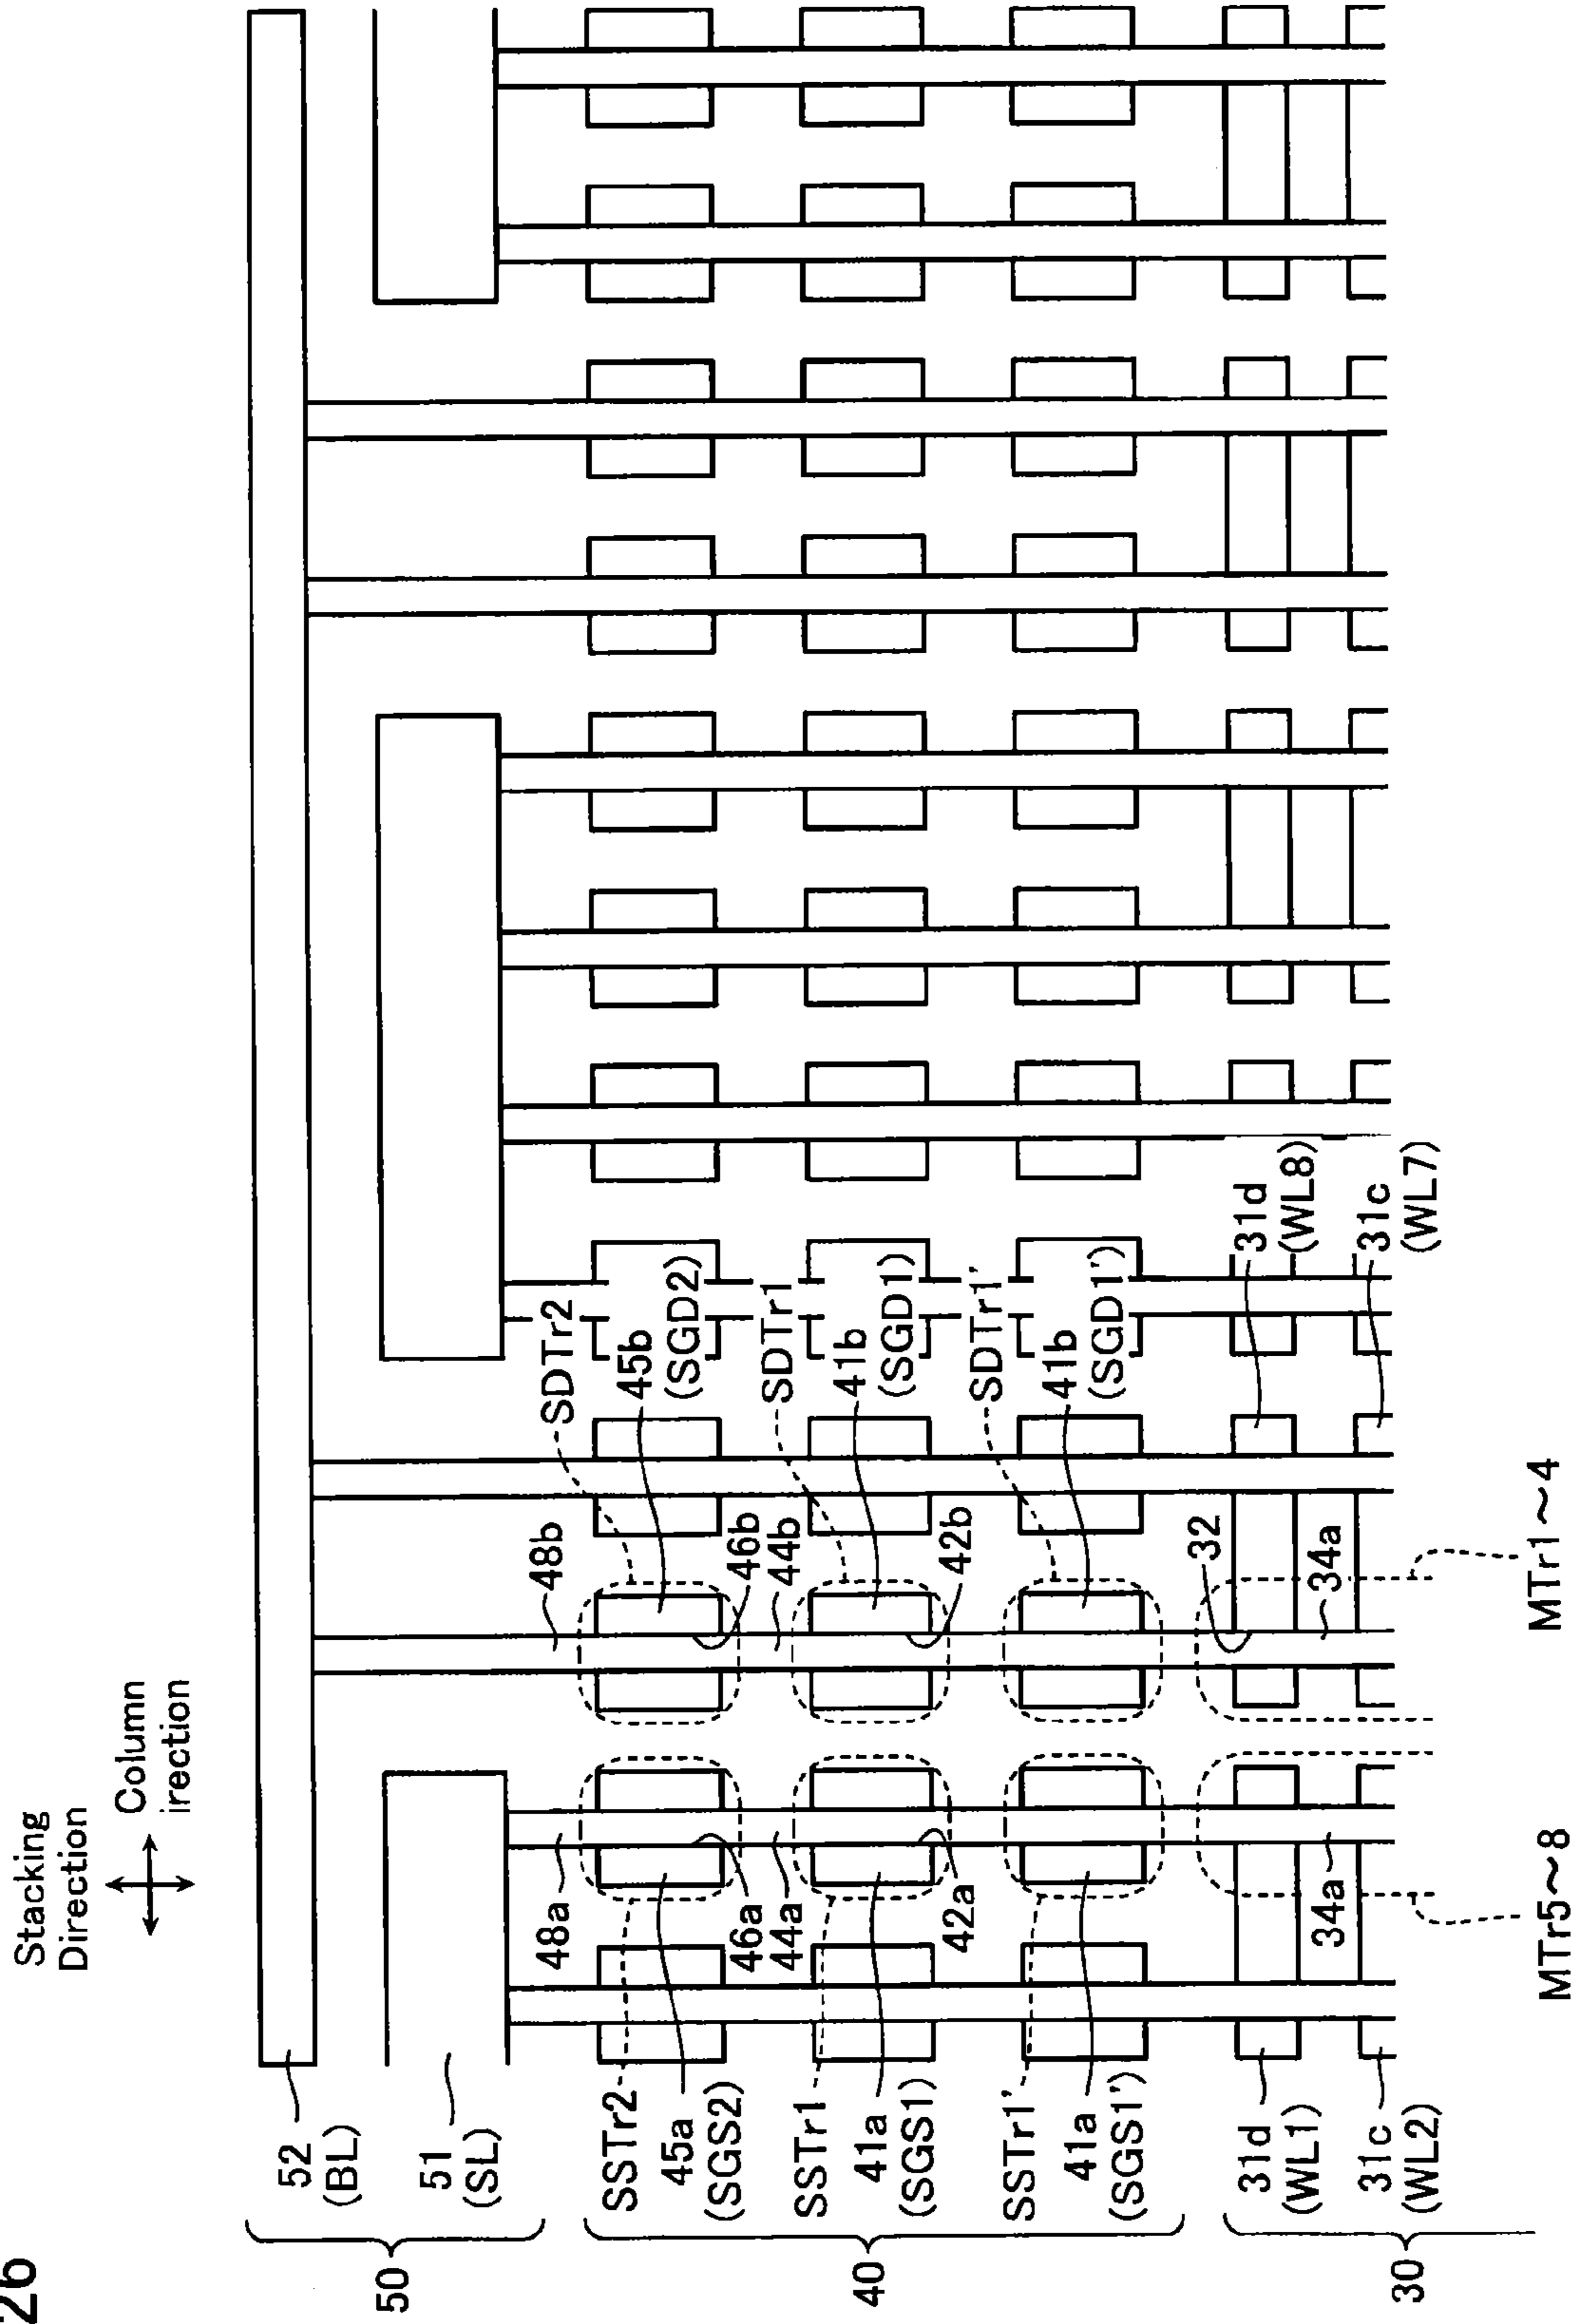 26
Stacking
Direction
Column
irection
50
52
(BL)
51
(SL)
40
SSTr2
45a
(SGS2)
SSTr1
41a
(SGS1)
SSTr1'
41a
(SGS1')
30
31d
(WL1)
31c
(WL2)
48a
46a
44a
42a
34a
MTr5~8
48b
46b
44b
42b
32
34a
MTr1~4
SDTr2
45b
(SGD2)
SDTr1
41b
(SGD1)
SDTr1'
41b
(SGD1')
31d
(WL8)
31c
(WL7)